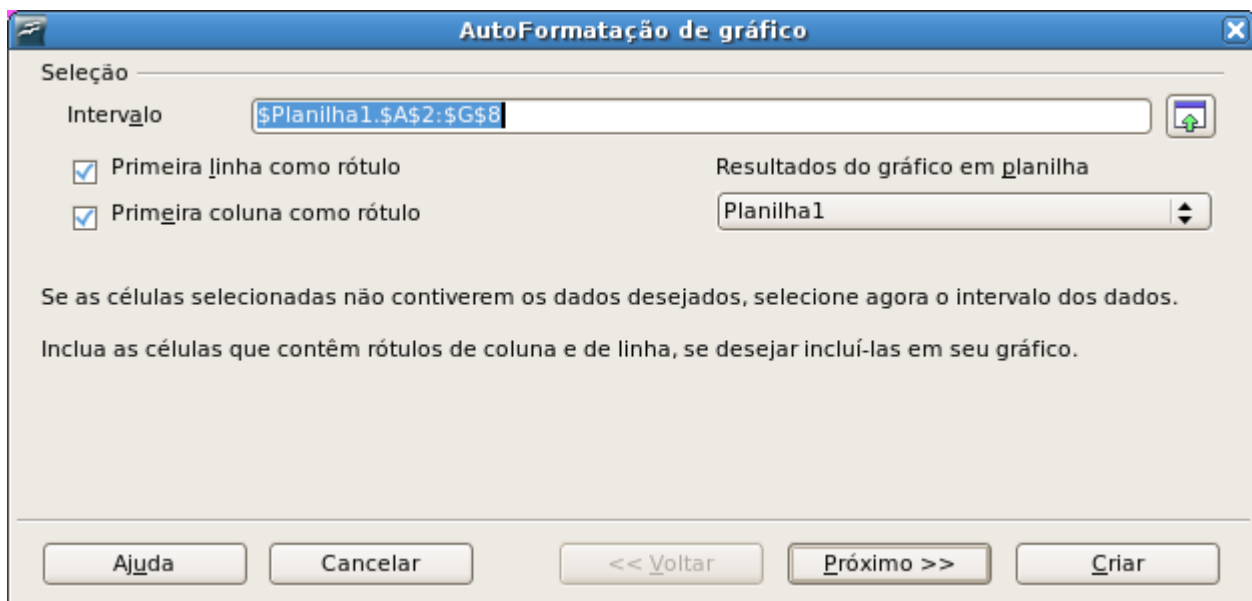 AutoFormatação de gráfico
Seleção
Intervalo $Planilha1.$A$2:$G$8
Primeira linha como rótulo
Resultados do gráfico em planilha
Primeira coluna como rótulo
Planilha1
Se as células selecionadas não contiverem os dados desejados, selecione agora o intervalo dos dados.
Inclua as células que contêm rótulos de coluna e de linha, se desejar incluí-las em seu gráfico.
Ajuda Cancelar << Voltar Próximo >> Criar